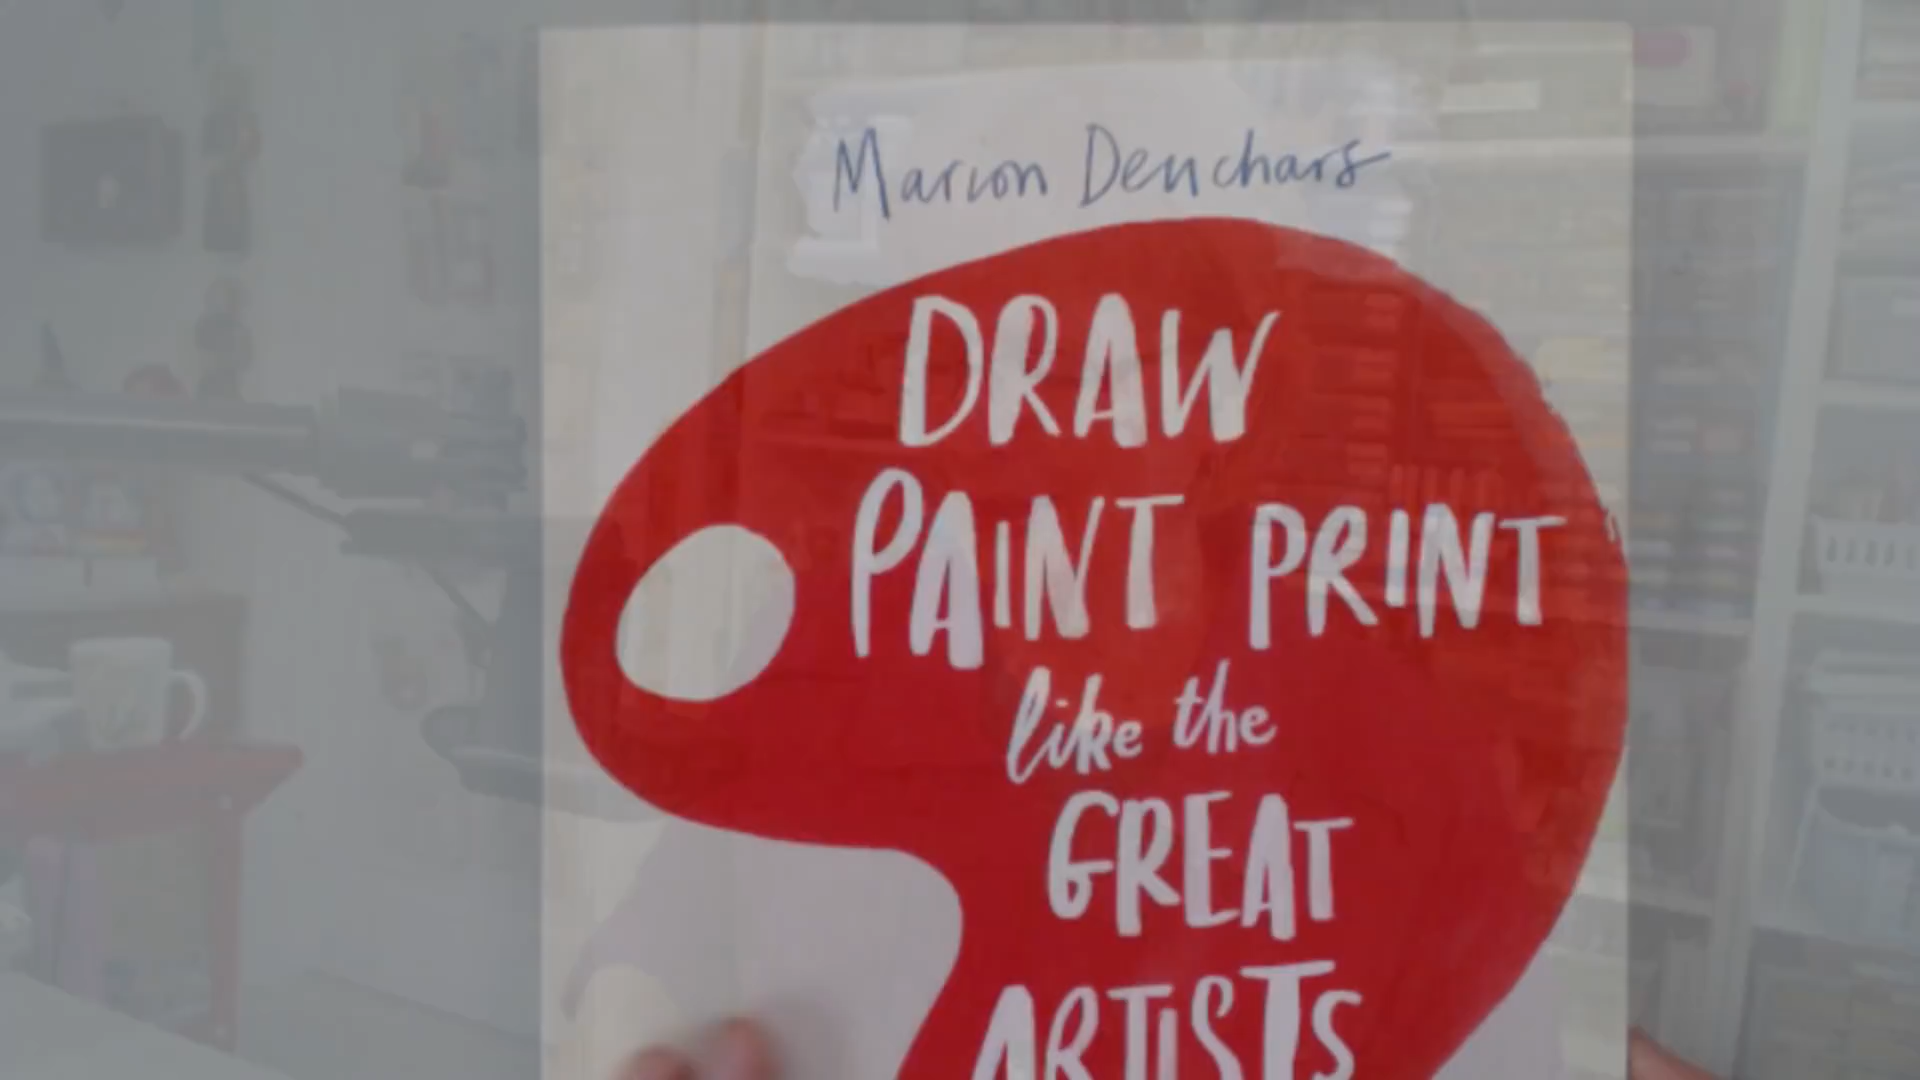 Marion Deuchars
DRAW
PAINT PRINT
like the
GREAT
ARTISTS